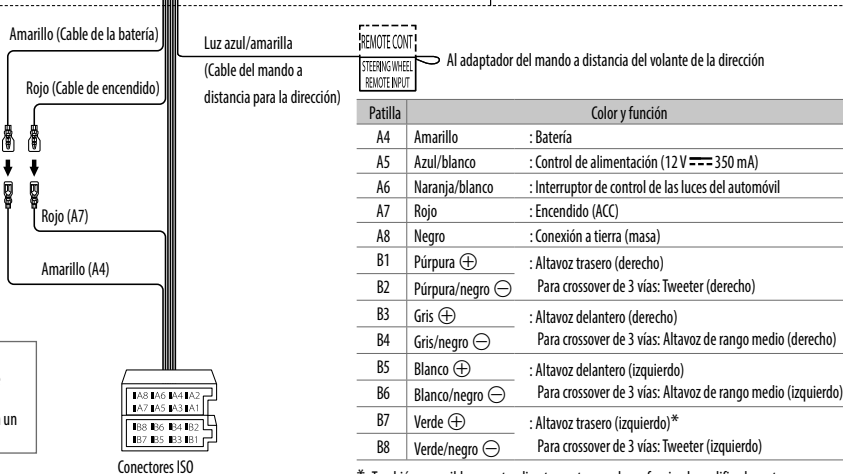 Amarillo (Cable de la batería)
Rojo (Cable de encendido)
Luz azul/amarilla
(Cable del mando a
distancia para la dirección)
REMOTE CONT
STEERING WHEEL
REMOTE INPUT
Al adaptador del mando a distancia del volante de la dirección
Rojo (A7)
Amarillo (A4)
Patilla Color y función
A4 Amarillo : Batería
A5 Azul/blanco : Control de alimentación (12 V ⎓ 350 mA)
A6 Naranja/blanco : Interruptor de control de las luces del automóvil
A7 Rojo : Encendido (ACC)
A8 Negro : Conexión a tierra (masa)
B1 Púrpura ⊕ : Altavoz trasero (derecho)
B2 Púrpura/negro ⊖ Para crossover de 3 vías: Tweeter (derecho)
B3 Gris ⊕ : Altavoz delantero (derecho)
B4 Gris/negro ⊖ Para crossover de 3 vías: Altavoz de rango medio (derecho)
B5 Blanco ⊕ : Altavoz delantero (izquierdo)
B6 Blanco/negro ⊖ Para crossover de 3 vías: Altavoz de rango medio (izquierdo)
B7 Verde ⊕ : Altavoz trasero (izquierdo)*
B8 Verde/negro ⊖ Para crossover de 3 vías: Tweeter (izquierdo)
un
A8 A6 A4 A2
A7 A5 A3 A1
B8 B6 B4 B2
B7 B5 B3 B1
Conectores ISO